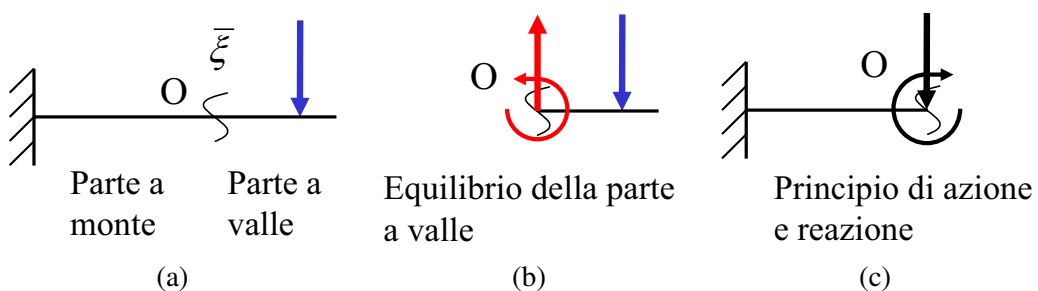 O
ξ̄
Parte a
monte
Parte a
valle
(a)
O
Equilibrio della parte
a valle
(b)
O
Principio di azione
e reazione
(c)